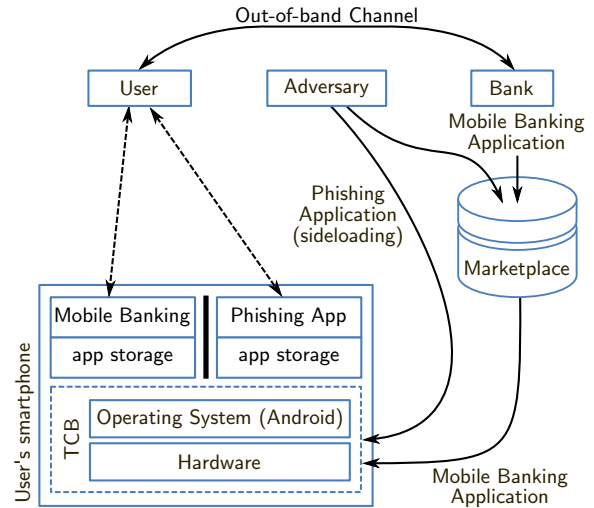 Out-of-band Channel
User
Adversary
Bank
Mobile Banking
Application
Phishing
Application
(sideloading)
Marketplace
User's smartphone
Mobile Banking
app storage
Phishing App
app storage
TCB
Operating System (Android)
Hardware
Mobile Banking
Application